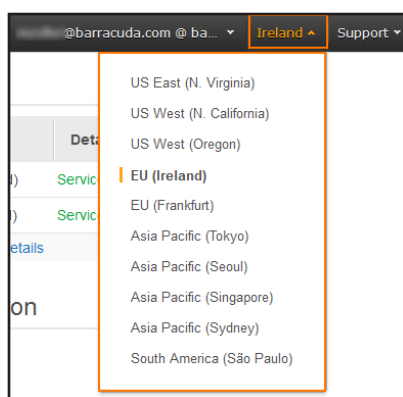 @barracuda.com @ ba... Ireland Support
US East (N. Virginia)
US West (N. California)
US West (Oregon)
Deta
EU (Ireland)
) Servic
EU (Frankfurt)
) Servic
Asia Pacific (Tokyo)
etails
Asia Pacific (Seoul)
Asia Pacific (Singapore)
on
Asia Pacific (Sydney)
South America (São Paulo)